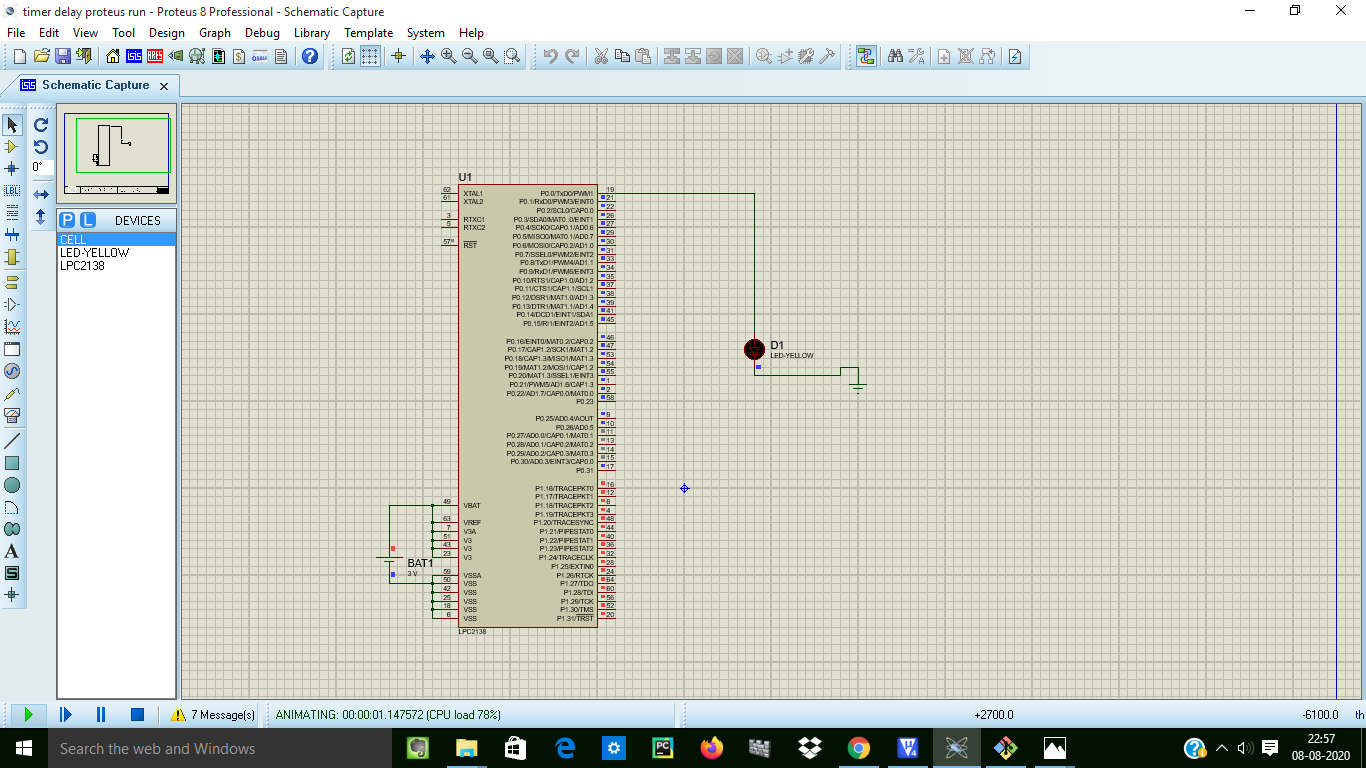 timer delay proteus run - Proteus 8 Professional - Schematic Capture
File Edit View Tool Design Graph Debug Library Template System Help
Schematic Capture
0°
P L DEVICES
CELL
LED-YELLOW
LPC2138
U1
62 XTAL1
61 XTAL2
3 RTXC1
5 RTXC2
57 RST
P0.0/TxD0/PWM1 19
P0.1/RxD0/PWM3/EINT0 21
P0.2/SCL0/CAP0.0 22
P0.3/SDA0/MAT0..0/EINT1 26
P0.4/SCK0/CAP0.1/AD0.6 27
P0.5/MISO0/MAT0.1/AD0.7 29
P0.6/MOSI0/CAP0.2/AD1.0 30
P0.7/SSEL0/PWM2/EINT2 31
P0.8/TxD1/PWM4/AD1.1 33
P0.9/RxD1/PWM6/EINT3 34
P0.10/RTS1/CAP1.0/AD1.2 35
P0.11/CTS1/CAP1.1/SCL1 37
P0.12/DSR1/MAT1.0/AD1.3 38
P0.13/DTR1/MAT1.1/AD1.4 39
P0.14/DCD1/EINT1/SDA1 41
P0.15/RI1/EINT2/AD1.5 45
P0.16/EINT0/MAT0.2/CAP0.2 46
P0.17/CAP1.2/SCK1/MAT1.2 47
P0.18/CAP1.3/MISO1/MAT1.3 53
P0.19/MAT1.2/MOSI1/CAP1.2 54
P0.20/MAT1.3/SSEL1/EINT3 55
P0.21/PWM5/AD1.6/CAP1.3 1
P0.22/AD1.7/CAP0.0/MAT0.0 2
P0.23 58
P0.25/AD0.4/AOUT 9
P0.26/AD0.5 10
P0.27/AD0.0/CAP0.1/MAT0.1 11
P0.28/AD0.1/CAP0.2/MAT0.2 13
P0.29/AD0.2/CAP0.3/MAT0.3 14
P0.30/AD0.3/EINT3/CAP0.0 15
P0.31 17
P1.16/TRACEPKT0 16
P1.17/TRACEPKT1 12
P1.18/TRACEPKT2 8
P1.19/TRACEPKT3 4
P1.20/TRACESYNC 48
P1.21/PIPESTAT0 44
P1.22/PIPESTAT1 40
P1.23/PIPESTAT2 36
P1.24/TRACECLK 32
P1.25/EXTIN0 28
P1.26/RTCK 24
P1.27/TDO 64
P1.28/TDI 60
P1.29/TCK 56
P1.30/TMS 52
P1.31/TRST 20
49 VBAT
63 VREF
7 V3A
51 V3
43 V3
23 V3
59 VSSA
50 VSS
42 VSS
25 VSS
18 VSS
6 VSS
LPC2138
BAT1
3 V
D1
LED-YELLOW
7 Message(s)
ANIMATING: 00:00:01.147572 (CPU load 78%)
+2700.0 -6100.0 th
Search the web and Windows
22:57
08-08-2020